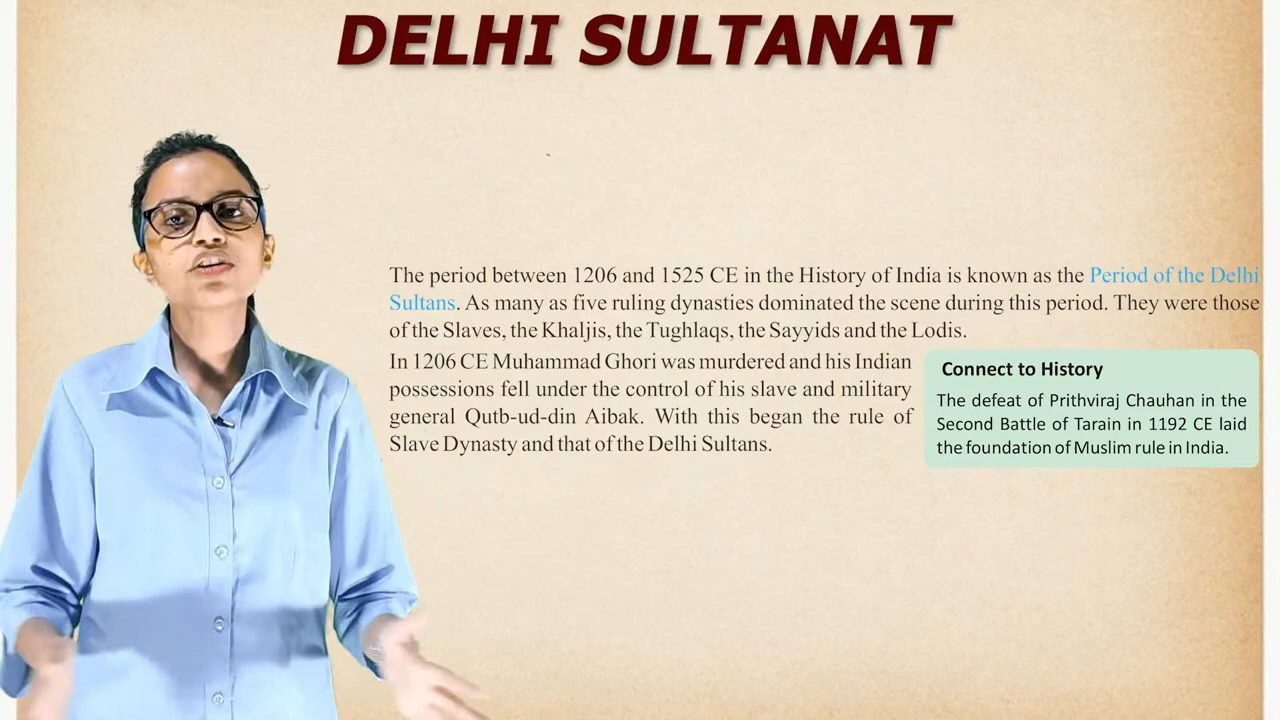 DELHI SULTANAT
The period between 1206 and 1525 CE in the History of India is known as the Period of the Delhi
Sultans. As many as five ruling dynasties dominated the scene during this period. They were those
of the Slaves, the Khaljis, the Tughlaqs, the Sayyids and the Lodis.
In 1206 CE Muhammad Ghori was murdered and his Indian
possessions fell under the control of his slave and military
general Qutb-ud-din Aibak. With this began the rule of
Slave Dynasty and that of the Delhi Sultans.
Connect to History
The defeat of Prithviraj Chauhan in the
Second Battle of Tarain in 1192 CE laid
the foundation of Muslim rule in India.